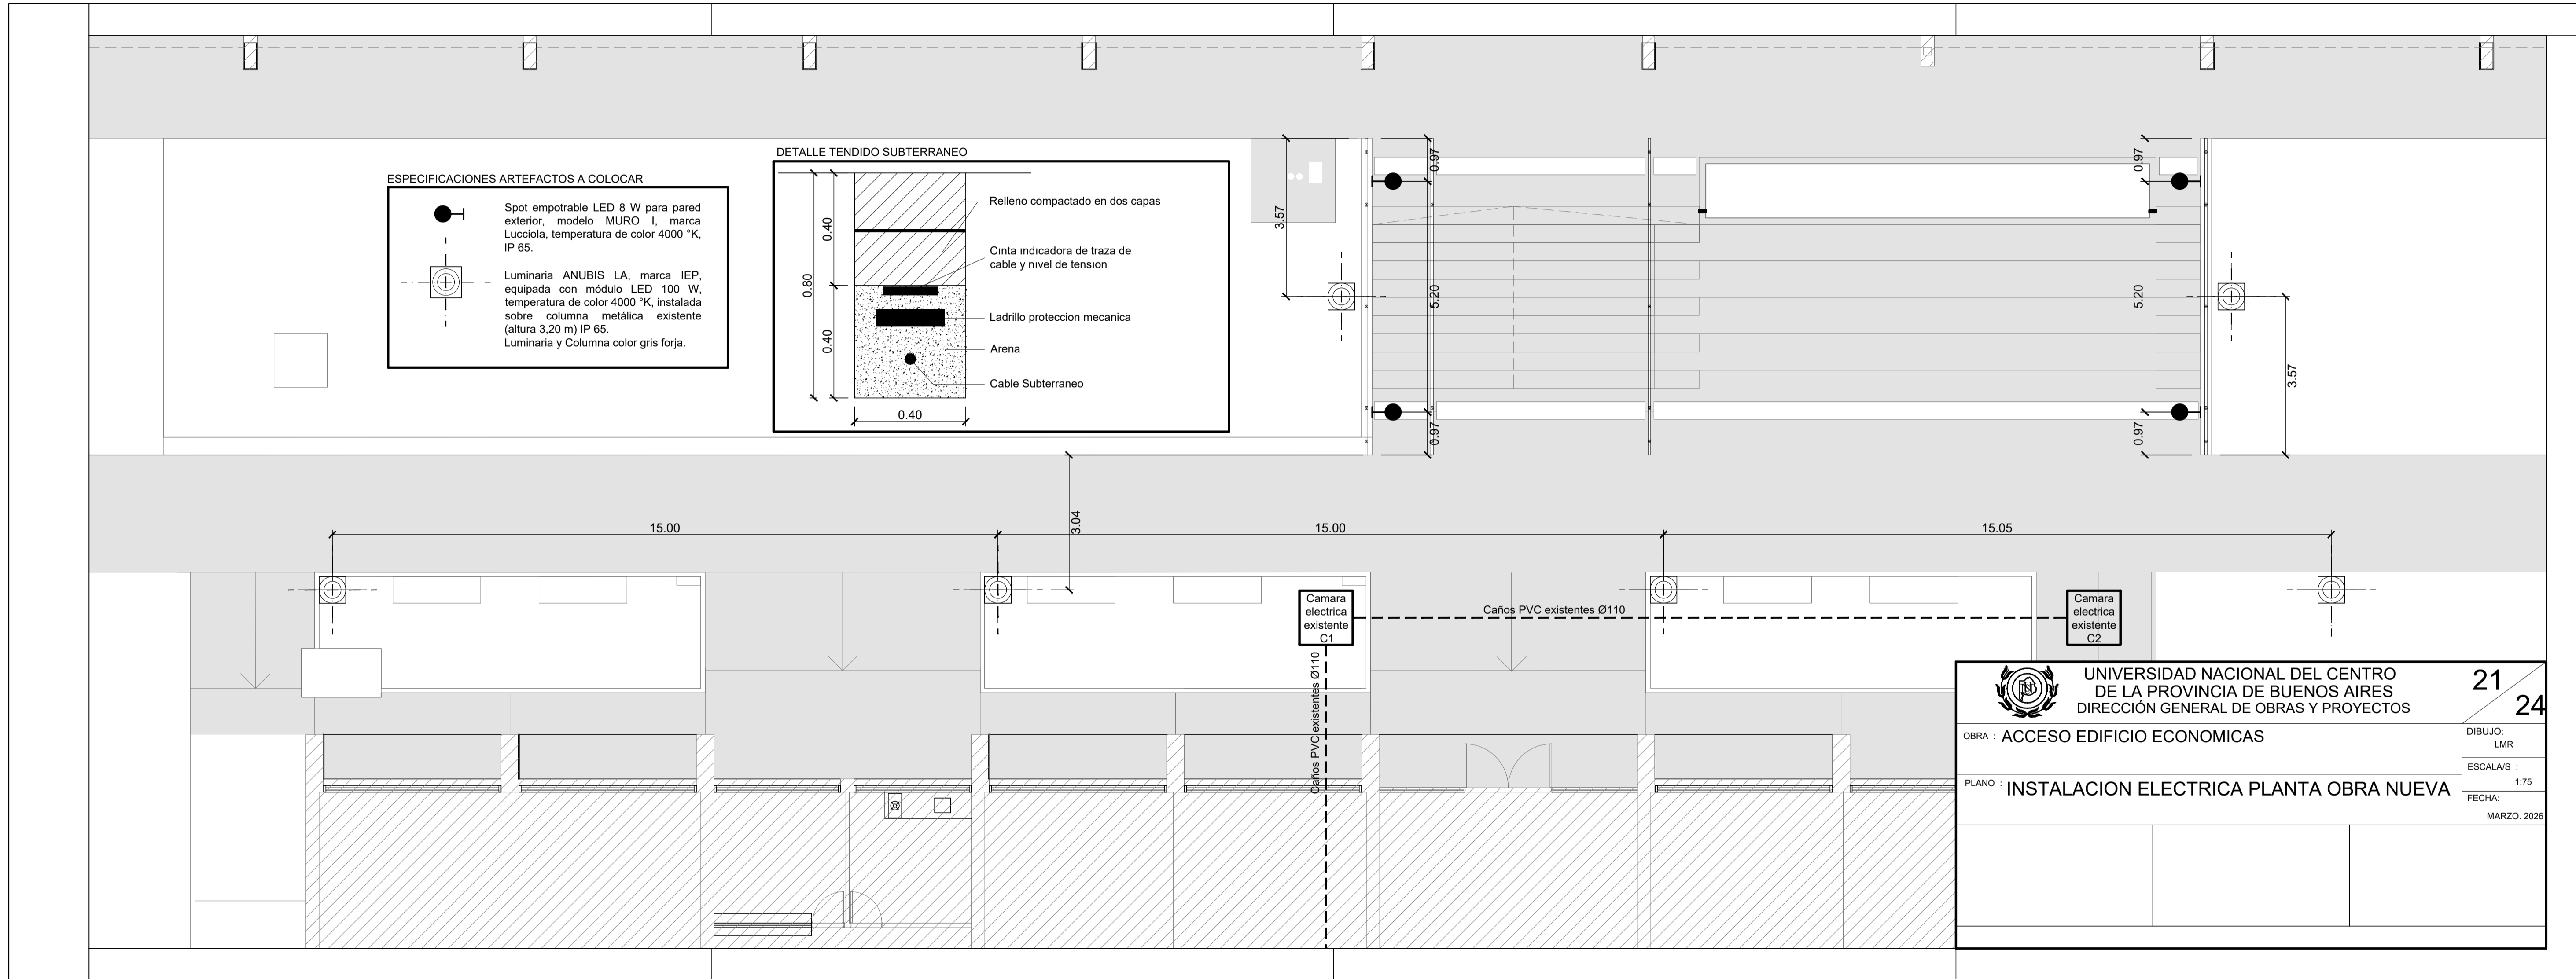 ESPECIFICACIONES ARTEFACTOS A COLOCAR
Spot empotrable LED 8 W para pared
exterior, modelo MURO I, marca
Lucciola, temperatura de color 4000 °K,
IP 65.
Luminaria ANUBIS LA, marca IEP,
equipada con módulo LED 100 W,
temperatura de color 4000 °K, instalada
sobre columna metálica existente
(altura 3,20 m) IP 65.
Luminaria y Columna color gris forja.
DETALLE TENDIDO SUBTERRANEO
Relleno compactado en dos capas
Cinta indicadora de traza de
cable y nivel de tension
Ladrillo proteccion mecanica
Arena
Cable Subterraneo
0.80
0.40
0.40
0.40
3.57
0.97
5.20
0.97
0.97
5.20
0.97
3.57
3.04
15.00
15.00
15.05
Camara
electrica
existente
C1
Caños PVC existentes Ø110
Camara
electrica
existente
C2
Caños PVC existentes Ø110
UNIVERSIDAD NACIONAL DEL CENTRO
DE LA PROVINCIA DE BUENOS AIRES
DIRECCIÓN GENERAL DE OBRAS Y PROYECTOS
21
24
OBRA : ACCESO EDIFICIO ECONOMICAS
DIBUJO:
LMR
ESCALA/S :
1:75
PLANO : INSTALACION ELECTRICA PLANTA OBRA NUEVA
FECHA:
MARZO. 2026